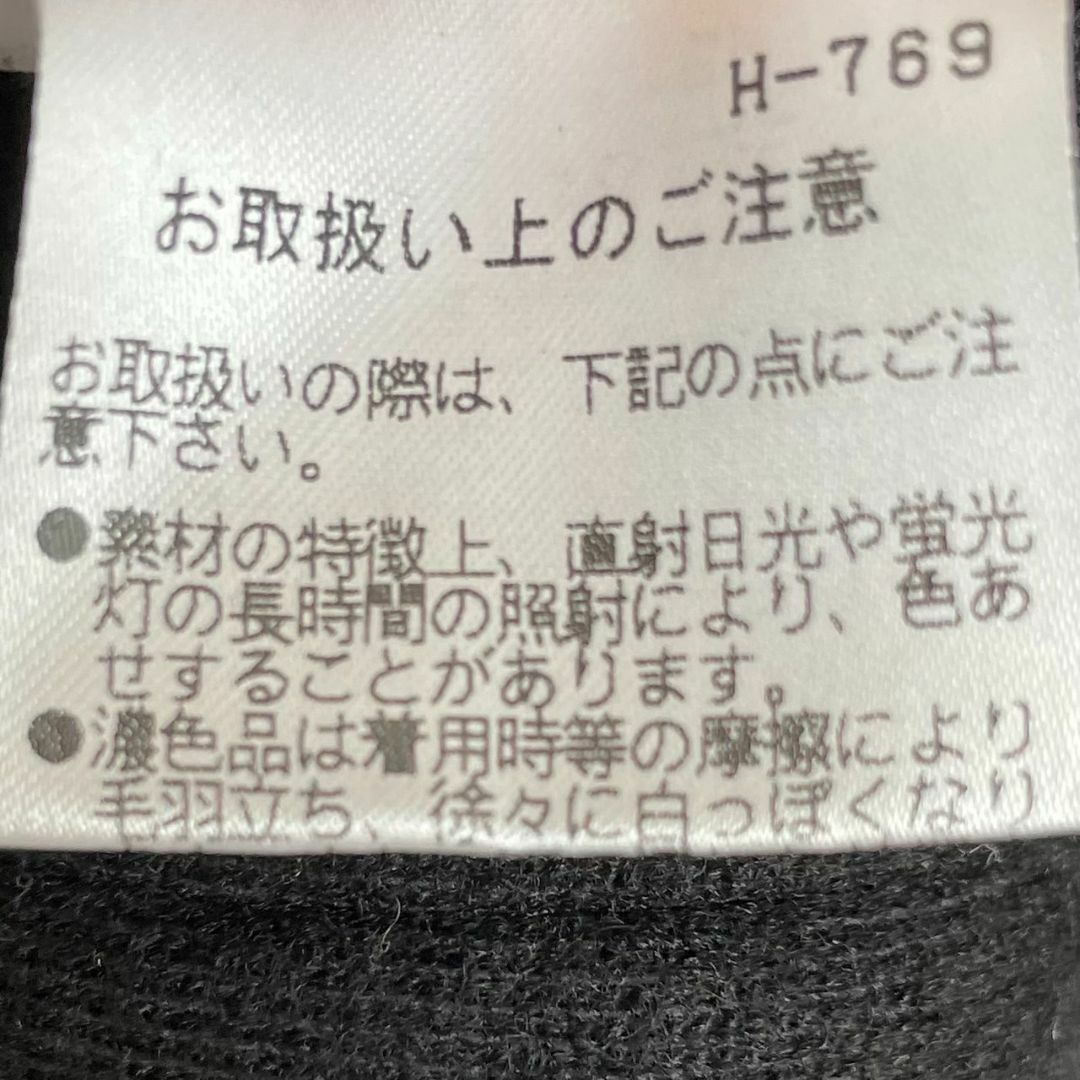 H-769
お取扱い上のご注意
お取扱いの際は、下記の点にご注
意下さい。
●素材の特徴上、直射日光や蛍光
灯の長時間の照射により、色あ
せすることがあります。
●濃色品は着用時等の摩擦により
毛羽立ち、徐々に白っぽくなり